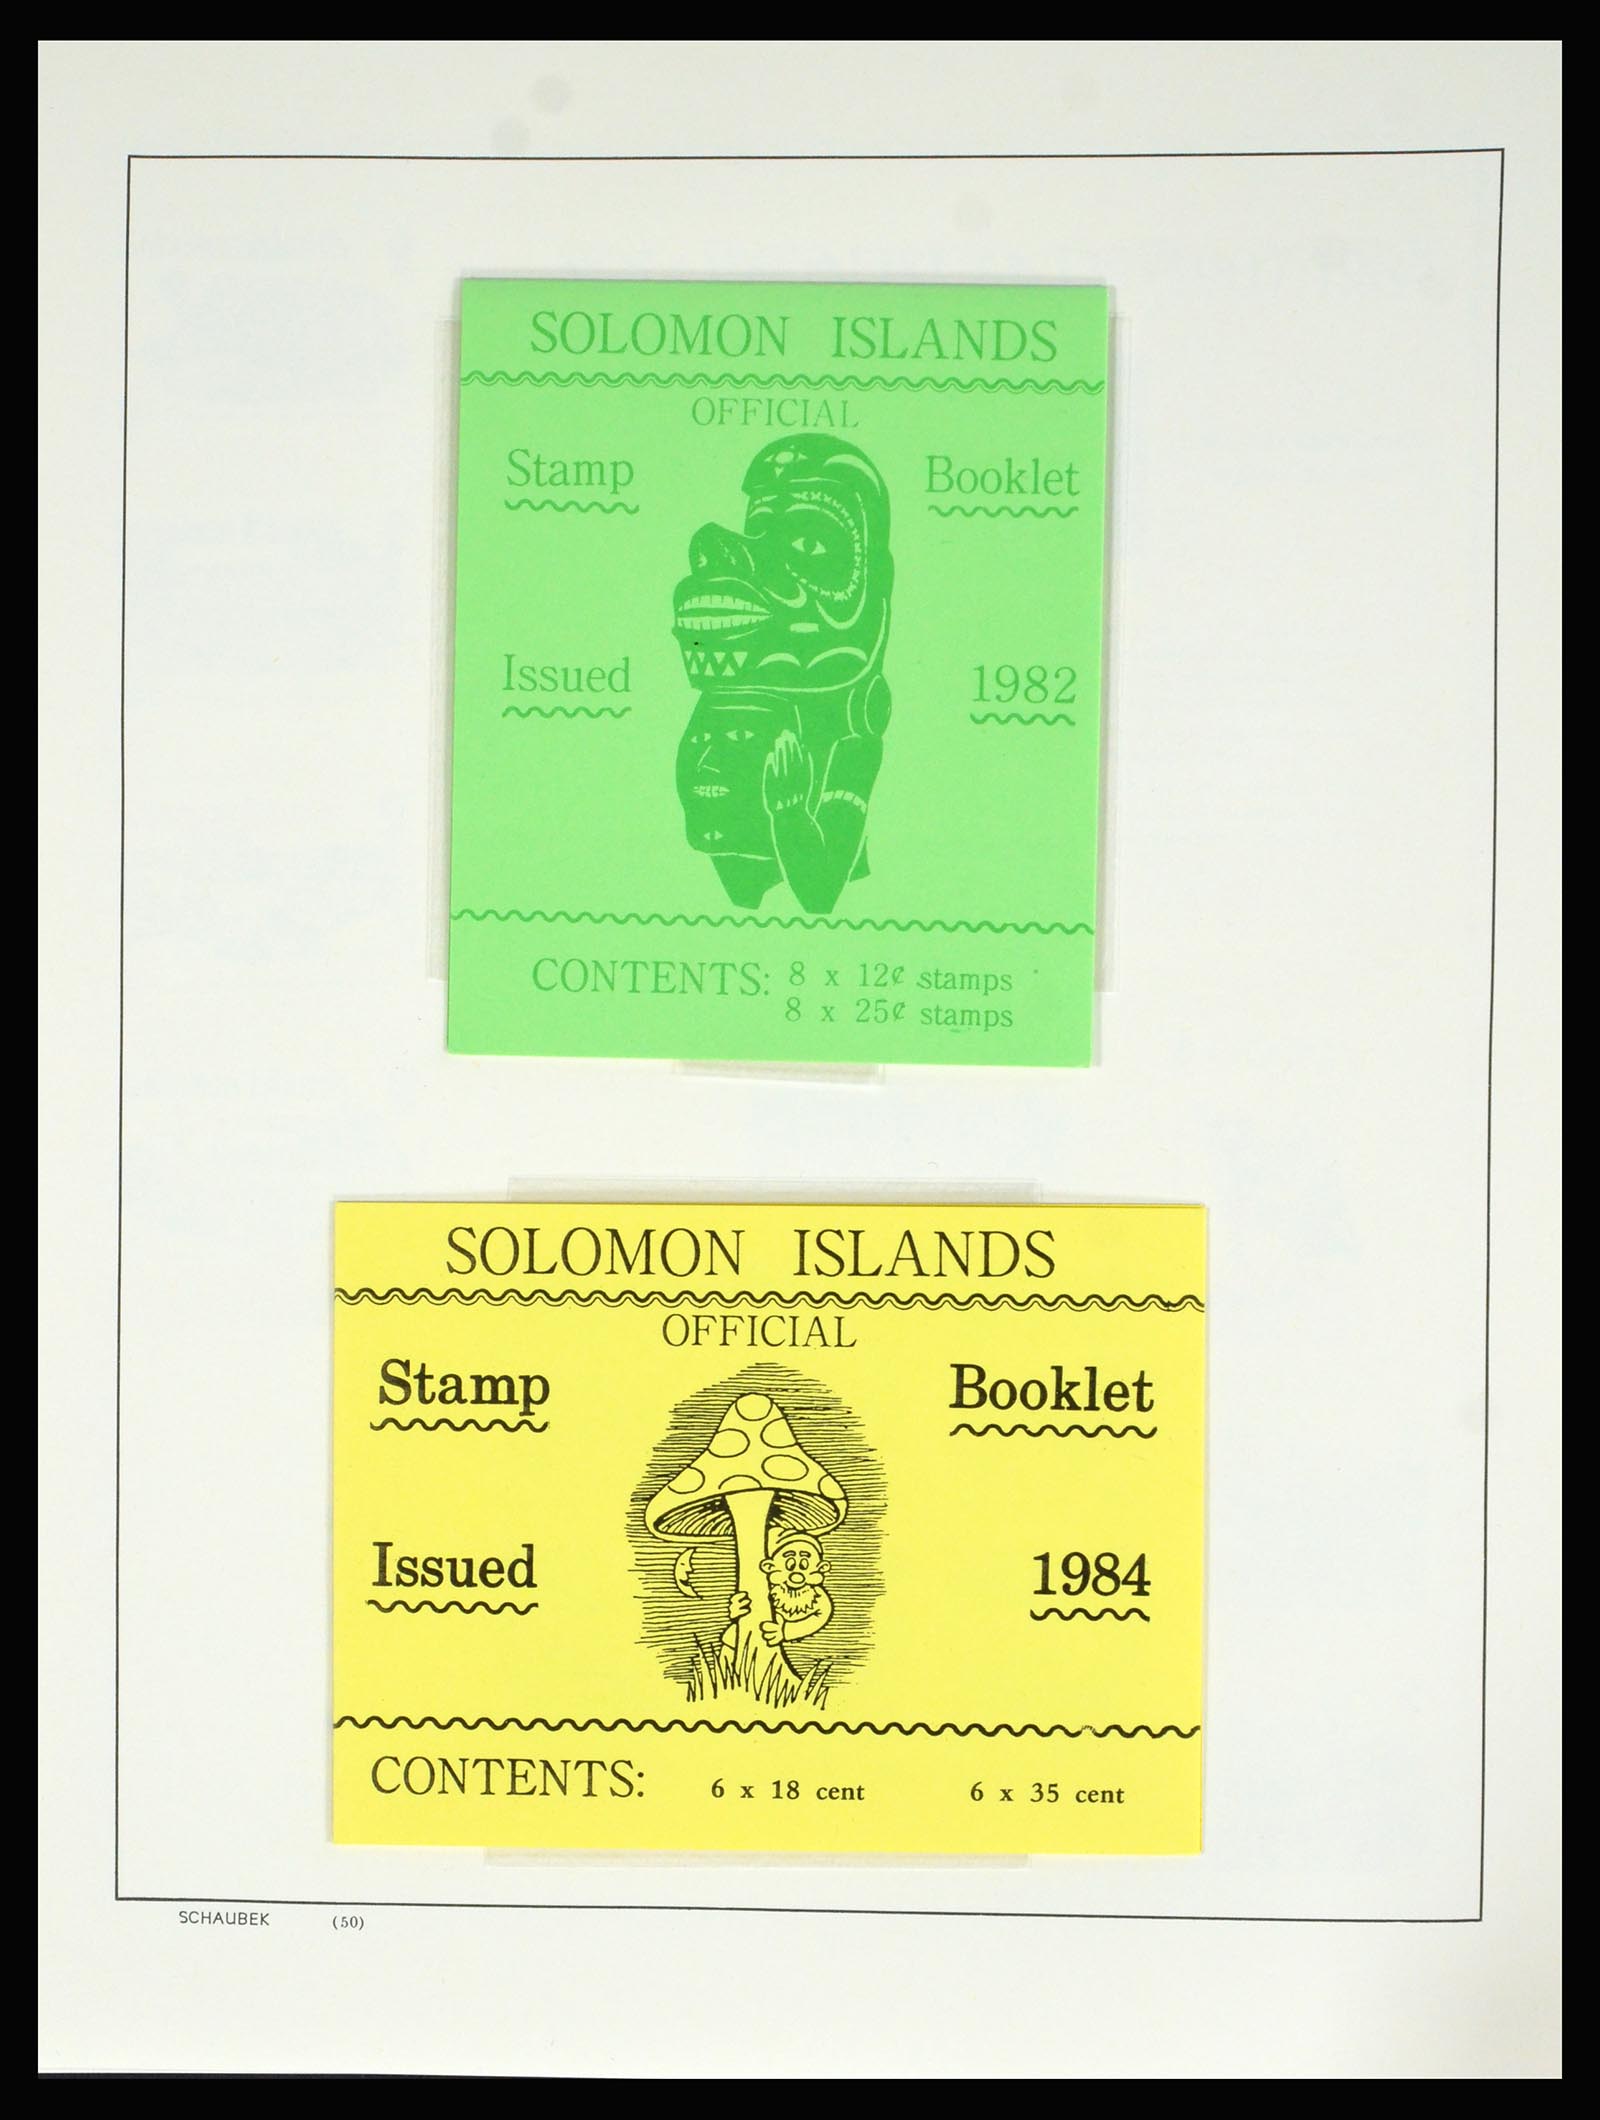 SOLOMON ISLANDS
OFFICIAL
Stamp Booklet
Issued 1982
CONTENTS: 8 x 12¢ stamps
8 x 25¢ stamps
SOLOMON ISLANDS
OFFICIAL
Stamp Booklet
Issued 1984
CONTENTS: 6 x 18 cent 6 x 35 cent
SCHAUBEK (50)